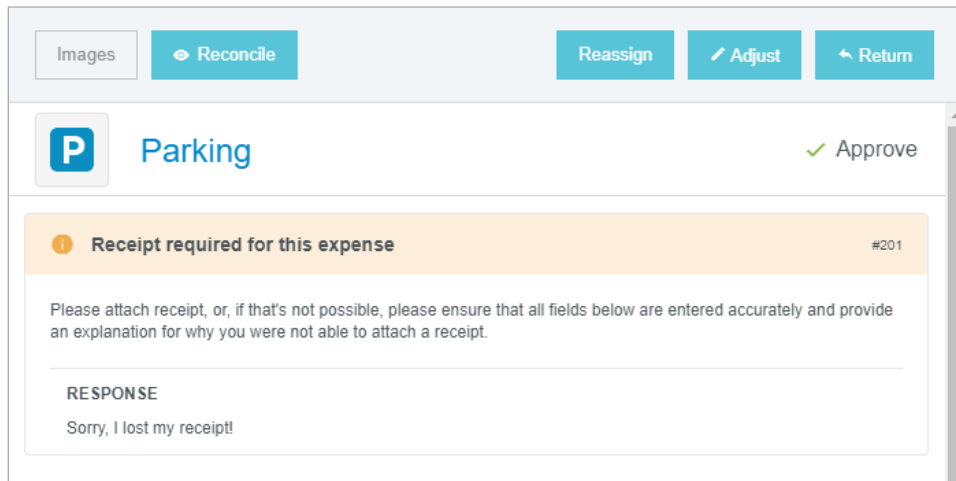 Images
Reconcile
Reassign
Adjust
Return
P
Parking
Approve
Receipt required for this expense
#201
Please attach receipt, or, if that's not possible, please ensure that all fields below are entered accurately and provide
an explanation for why you were not able to attach a receipt.
RESPONSE
Sorry, I lost my receipt!